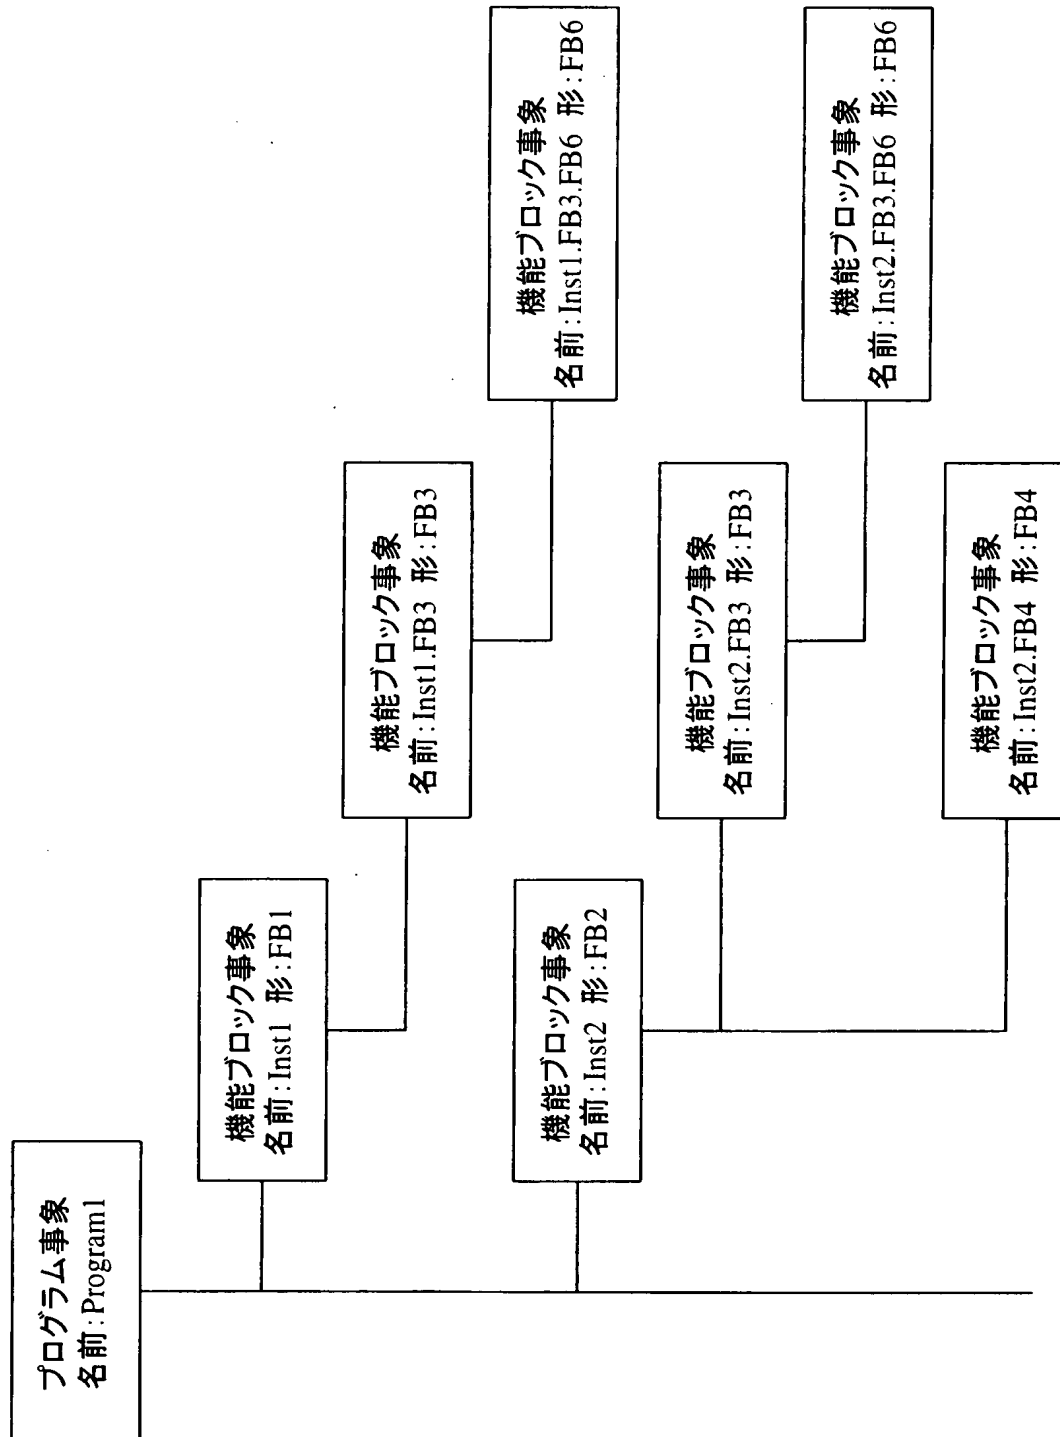 プログラム事象
名前:Program1
機能ブロック事象
名前:Inst1 形:FB1
機能ブロック事象
名前:Inst1.FB3 形:FB3
機能ブロック事象
名前:Inst1.FB3.FB6 形:FB6
機能ブロック事象
名前:Inst2 形:FB2
機能ブロック事象
名前:Inst2.FB3 形:FB3
機能ブロック事象
名前:Inst2.FB3.FB6 形:FB6
機能ブロック事象
名前:Inst2.FB4 形:FB4